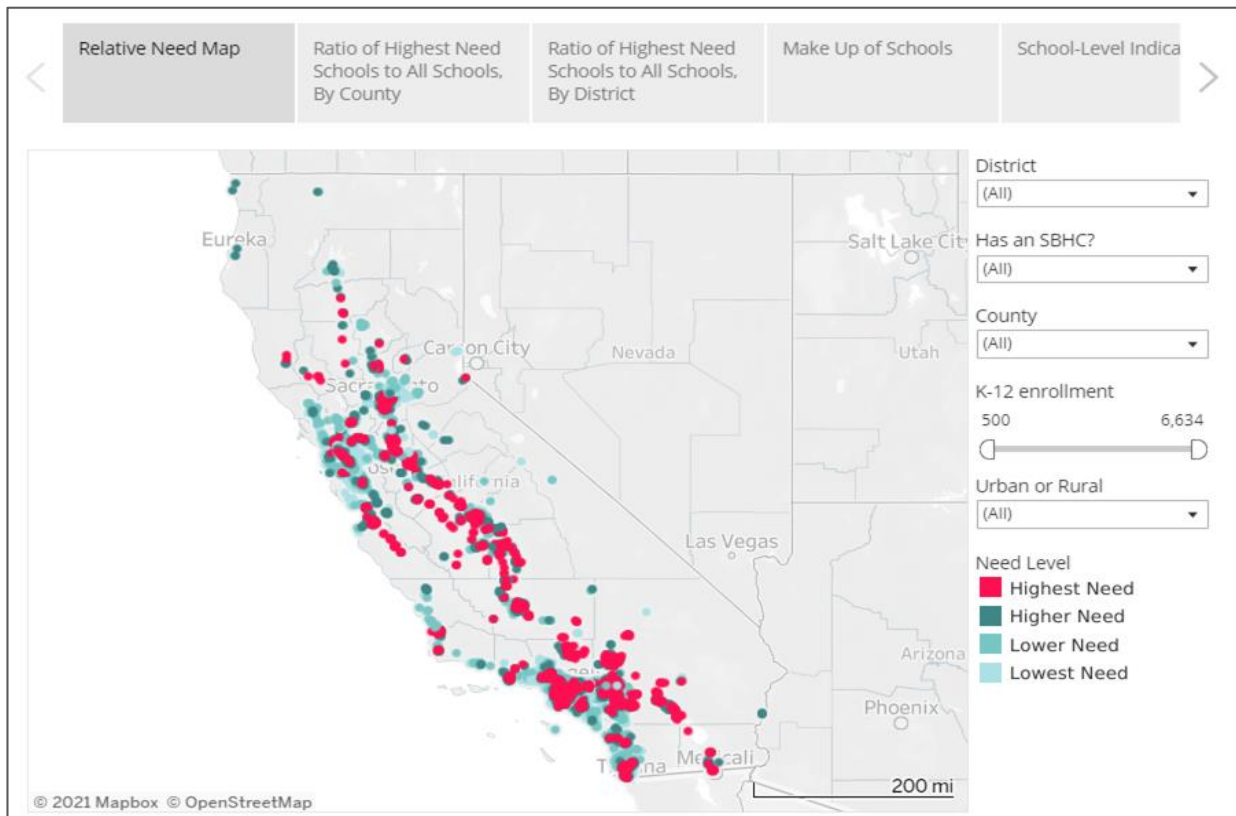 Relative Need Map
Ratio of Highest Need
Schools to All Schools,
By County
Ratio of Highest Need
Schools to All Schools,
By District
Make Up of Schools
School-Level Indica
District
(All)
Has an SBHC?
(All)
County
(All)
K-12 enrollment
500 6,634
Urban or Rural
(All)
Need Level
Highest Need
Higher Need
Lower Need
Lowest Need
Eureka
Salt Lake City
Carson City
Nevada
Utah
Sacramento
California
Las Vegas
Arizona
Phoenix
Mexicali
200 mi
© 2021 Mapbox © OpenStreetMap